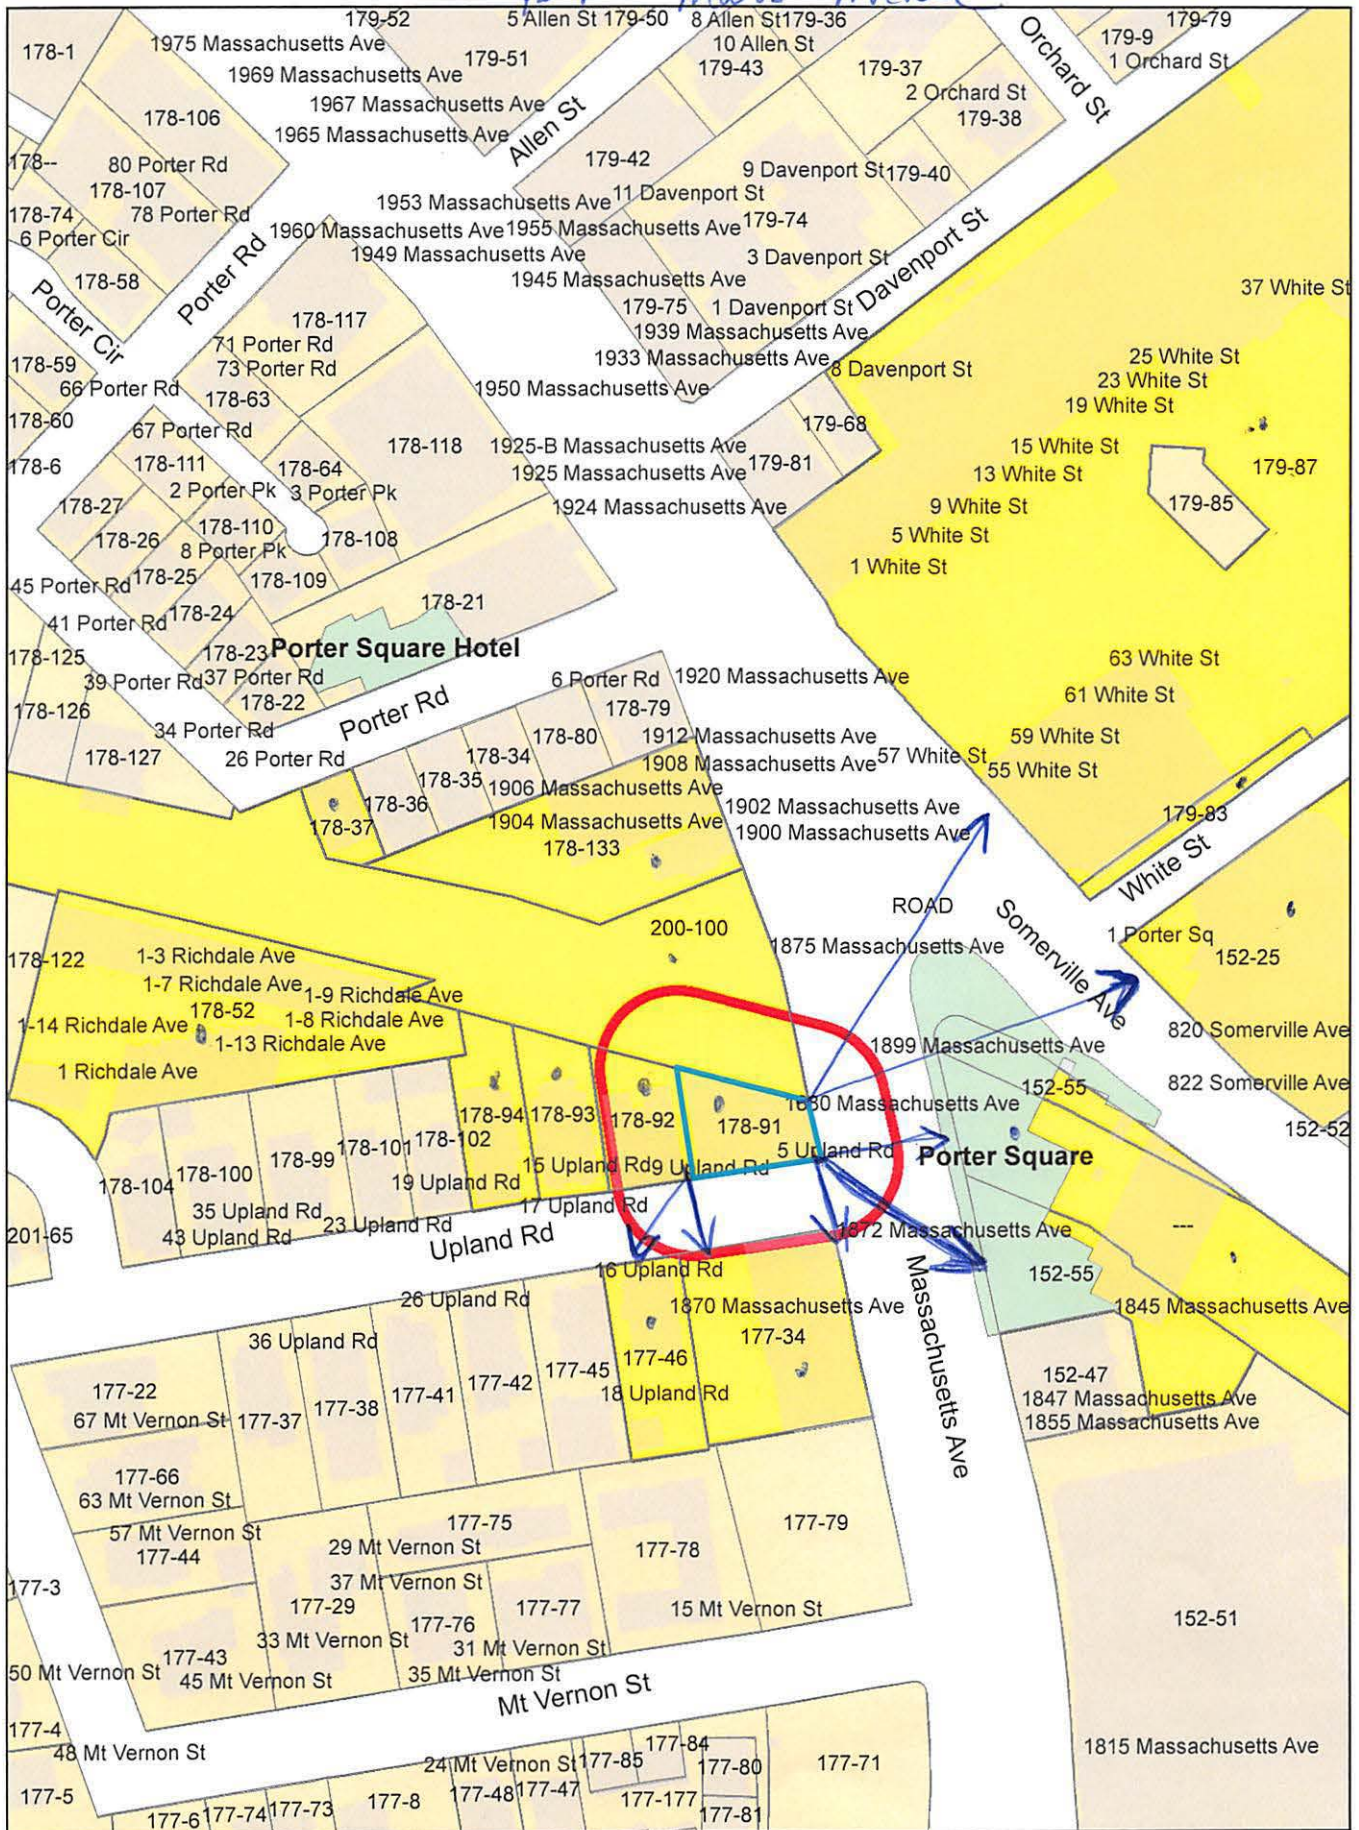 179-52
5 Allen St 179-50
8 Allen St 179-36
179-79
178-1
1975 Massachusetts Ave
179-51
10 Allen St
179-9
1969 Massachusetts Ave
179-43
179-37
1 Orchard St
Orchard St
178-106
1967 Massachusetts Ave
2 Orchard St
1965 Massachusetts Ave
Allen St
179-38
178--
80 Porter Rd
179-42
9 Davenport St 179-40
178-107
1953 Massachusetts Ave
11 Davenport St
178-74
78 Porter Rd
179-74
6 Porter Cir
1960 Massachusetts Ave 1955 Massachusetts Ave
1949 Massachusetts Ave
3 Davenport St
178-58
Porter Rd
1945 Massachusetts Ave
Davenport St
37 White St
Porter Cir
178-117
179-75
1 Davenport St
71 Porter Rd
1939 Massachusetts Ave
178-59
73 Porter Rd
1933 Massachusetts Ave
8 Davenport St
25 White St
66 Porter Rd
178-63
1950 Massachusetts Ave
23 White St
178-60
19 White St
67 Porter Rd
178-118
1925-B Massachusetts Ave
179-68
15 White St
178-6
178-111
178-64
1925 Massachusetts Ave
179-81
13 White St
179-87
2 Porter Pk
3 Porter Pk
178-27
1924 Massachusetts Ave
9 White St
179-85
178-26
178-110
178-108
5 White St
8 Porter Pk
1 White St
45 Porter Rd
178-25
178-109
178-24
178-21
41 Porter Rd
178-125
178-23
Porter Square Hotel
63 White St
39 Porter Rd
37 Porter Rd
6 Porter Rd
1920 Massachusetts Ave
61 White St
178-126
178-22
178-79
34 Porter Rd
Porter Rd
178-80
1912 Massachusetts Ave
59 White St
178-127
26 Porter Rd
178-34
1908 Massachusetts Ave
57 White St
55 White St
178-35
1906 Massachusetts Ave
178-36
1902 Massachusetts Ave
179-83
178-37
1904 Massachusetts Ave
1900 Massachusetts Ave
178-133
White St
ROAD
200-100
Somerville Ave
1 Porter Sq
178-122
1-3 Richdale Ave
1875 Massachusetts Ave
152-25
1-7 Richdale Ave
1-9 Richdale Ave
178-52
1-8 Richdale Ave
1-14 Richdale Ave
820 Somerville Ave
1-13 Richdale Ave
1899 Massachusetts Ave
1 Richdale Ave
152-55
822 Somerville Ave
1880 Massachusetts Ave
178-94
178-93
178-92
178-91
152-52
178-101
178-102
5 Upland Rd
Porter Square
178-99
178-100
15 Upland Rd
9 Upland Rd
178-104
19 Upland Rd
17 Upland Rd
35 Upland Rd
23 Upland Rd
---
201-65
43 Upland Rd
Upland Rd
1872 Massachusetts Ave
16 Upland Rd
152-55
26 Upland Rd
1870 Massachusetts Ave
1845 Massachusetts Ave
Massachusetts Ave
36 Upland Rd
177-34
177-22
177-41
177-42
177-45
177-46
152-47
18 Upland Rd
67 Mt Vernon St
177-37
177-38
1847 Massachusetts Ave
1855 Massachusetts Ave
177-66
63 Mt Vernon St
177-75
177-79
57 Mt Vernon St
29 Mt Vernon St
177-78
177-44
177-3
37 Mt Vernon St
177-29
177-76
177-77
15 Mt Vernon St
152-51
33 Mt Vernon St
31 Mt Vernon St
177-43
50 Mt Vernon St
45 Mt Vernon St
35 Mt Vernon St
Mt Vernon St
177-4
48 Mt Vernon St
177-84
1815 Massachusetts Ave
24 Mt Vernon St
177-85
177-80
177-71
177-5
177-8
177-48
177-47
177-177
177-6
177-74
177-73
177-81